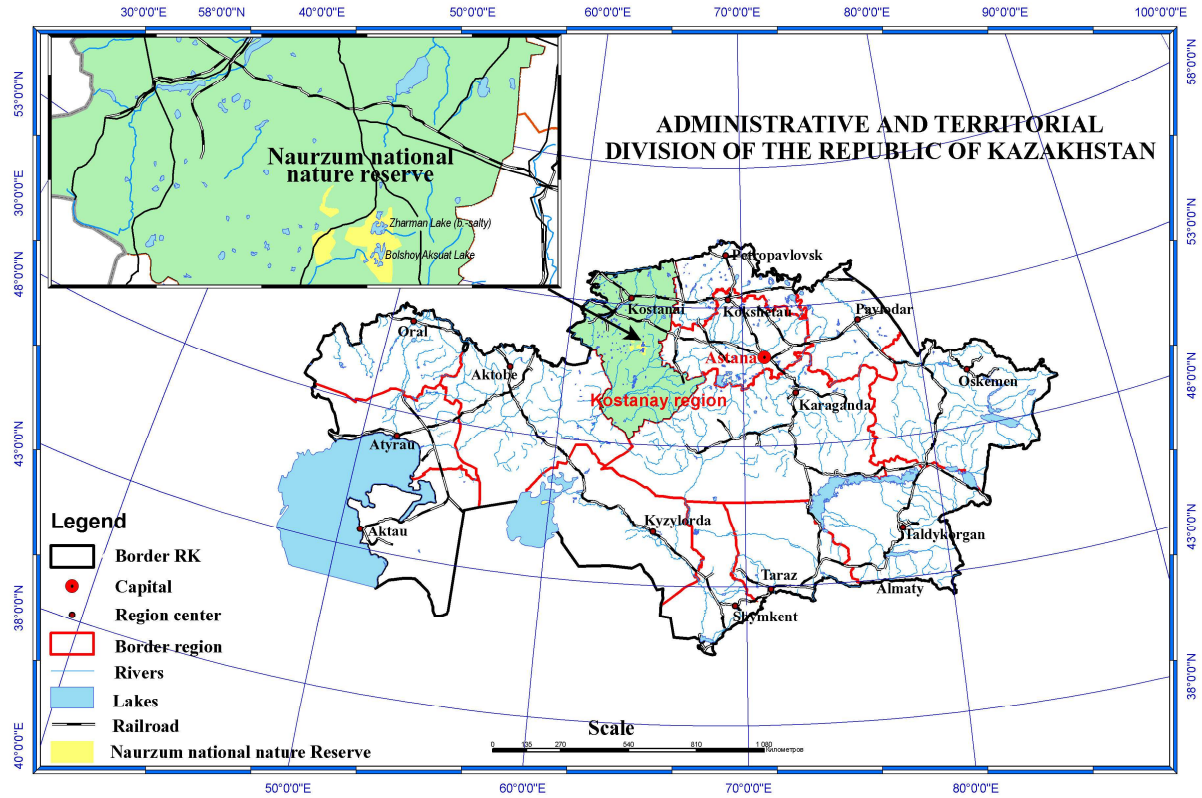 30°0'0"E 58°0'0"N 40°0'0"E 50°0'0"E 60°0'0"E 70°0'0"E 80°0'0"E 90°0'0"E 100°0'0"E
53°0'0"N
30°0'0"E
48°0'0"N
43°0'0"N
38°0'0"N
40°0'0"E
58°0'0"N
53°0'0"N
48°0'0"N
43°0'0"N
38°0'0"N
ADMINISTRATIVE AND TERRITORIAL
DIVISION OF THE REPUBLIC OF KAZAKHSTAN
Naurzum national
nature reserve
Zharman Lake (b.-salty)
Bolshoy Aksuat Lake
Petropavlovsk
Kostanai
Kokshetau
Pavlodar
Oral
Astana
Aktobe
Oskemen
Kostanay region
Karaganda
Atyrau
Kyzylorda
Aktau
Taldykorgan
Taraz
Almaty
Shymkent
Legend
Border RK
Capital
Region center
Border region
Rivers
Lakes
Railroad
Naurzum national nature Reserve
Scale
0 135 270 540 810 1 080
Километров
50°0'0"E 60°0'0"E 70°0'0"E 80°0'0"E